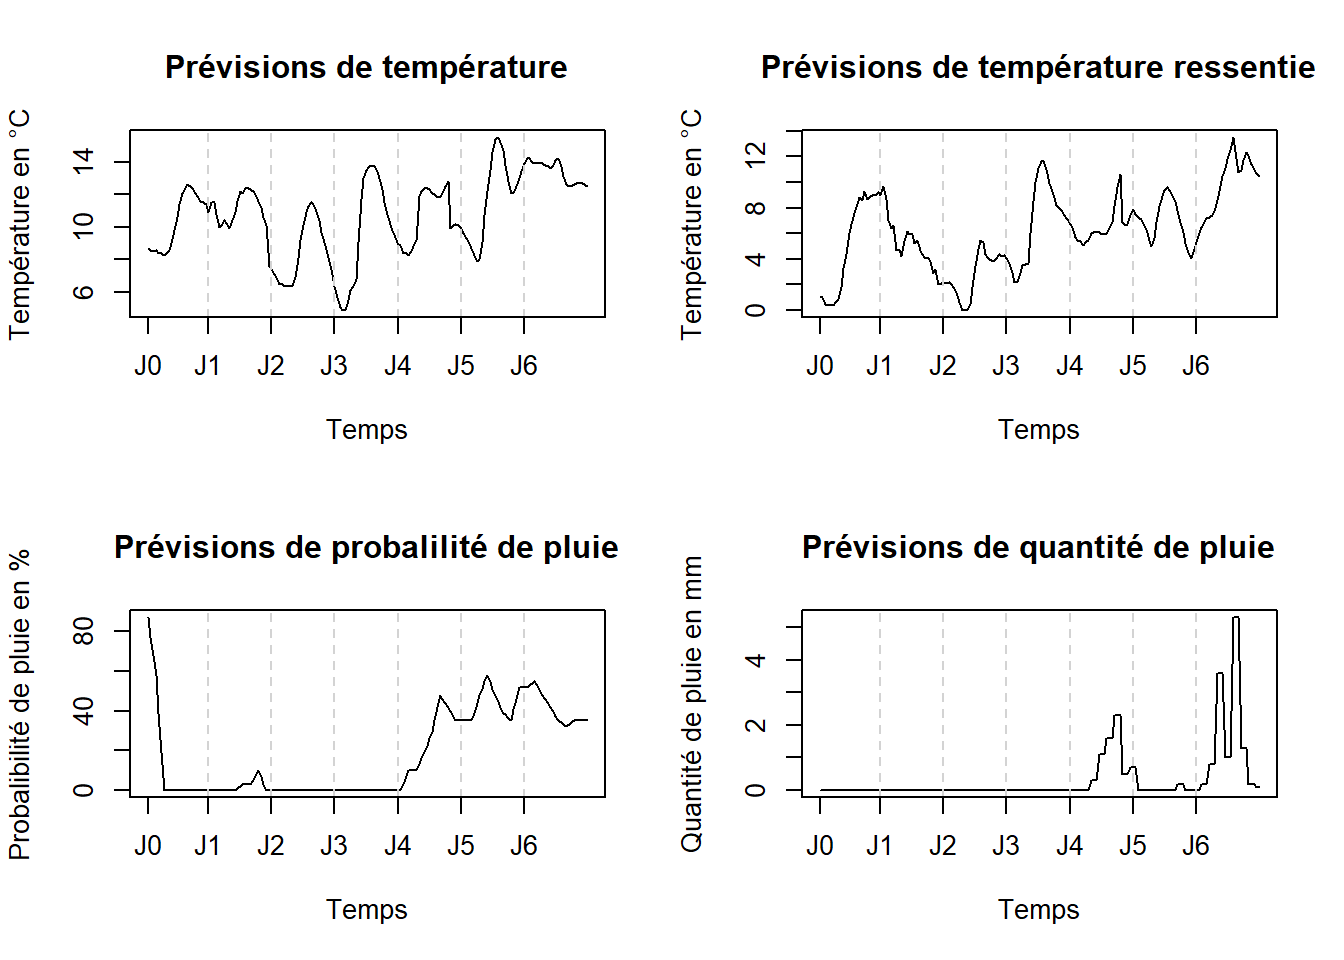 Prévisions de température
Température en °C
14
10
6
J0 J1 J2 J3 J4 J5 J6
Temps
Prévisions de température ressentie
Température en °C
12
8
4
0
J0 J1 J2 J3 J4 J5 J6
Temps
Prévisions de probalilité de pluie
Probalibilité de pluie en %
80
40
0
J0 J1 J2 J3 J4 J5 J6
Temps
Prévisions de quantité de pluie
Quantité de pluie en mm
4
2
0
J0 J1 J2 J3 J4 J5 J6
Temps